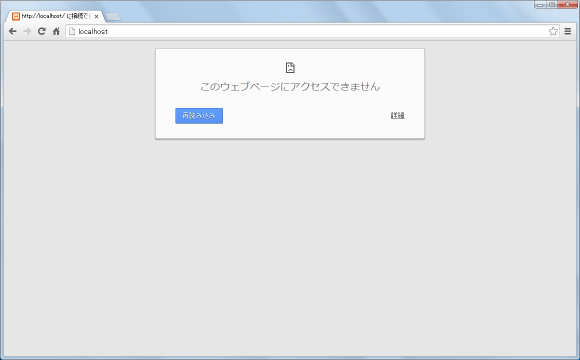 http://localhost/ に接続で
localhost
このウェブページにアクセスできません
再読み込み
詳細